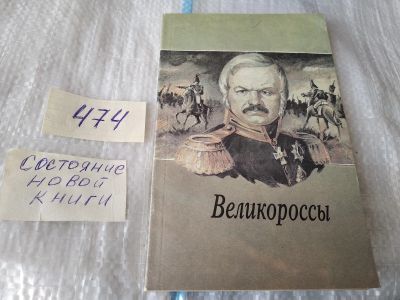 474
Состояние
новой
книги
Великороссы